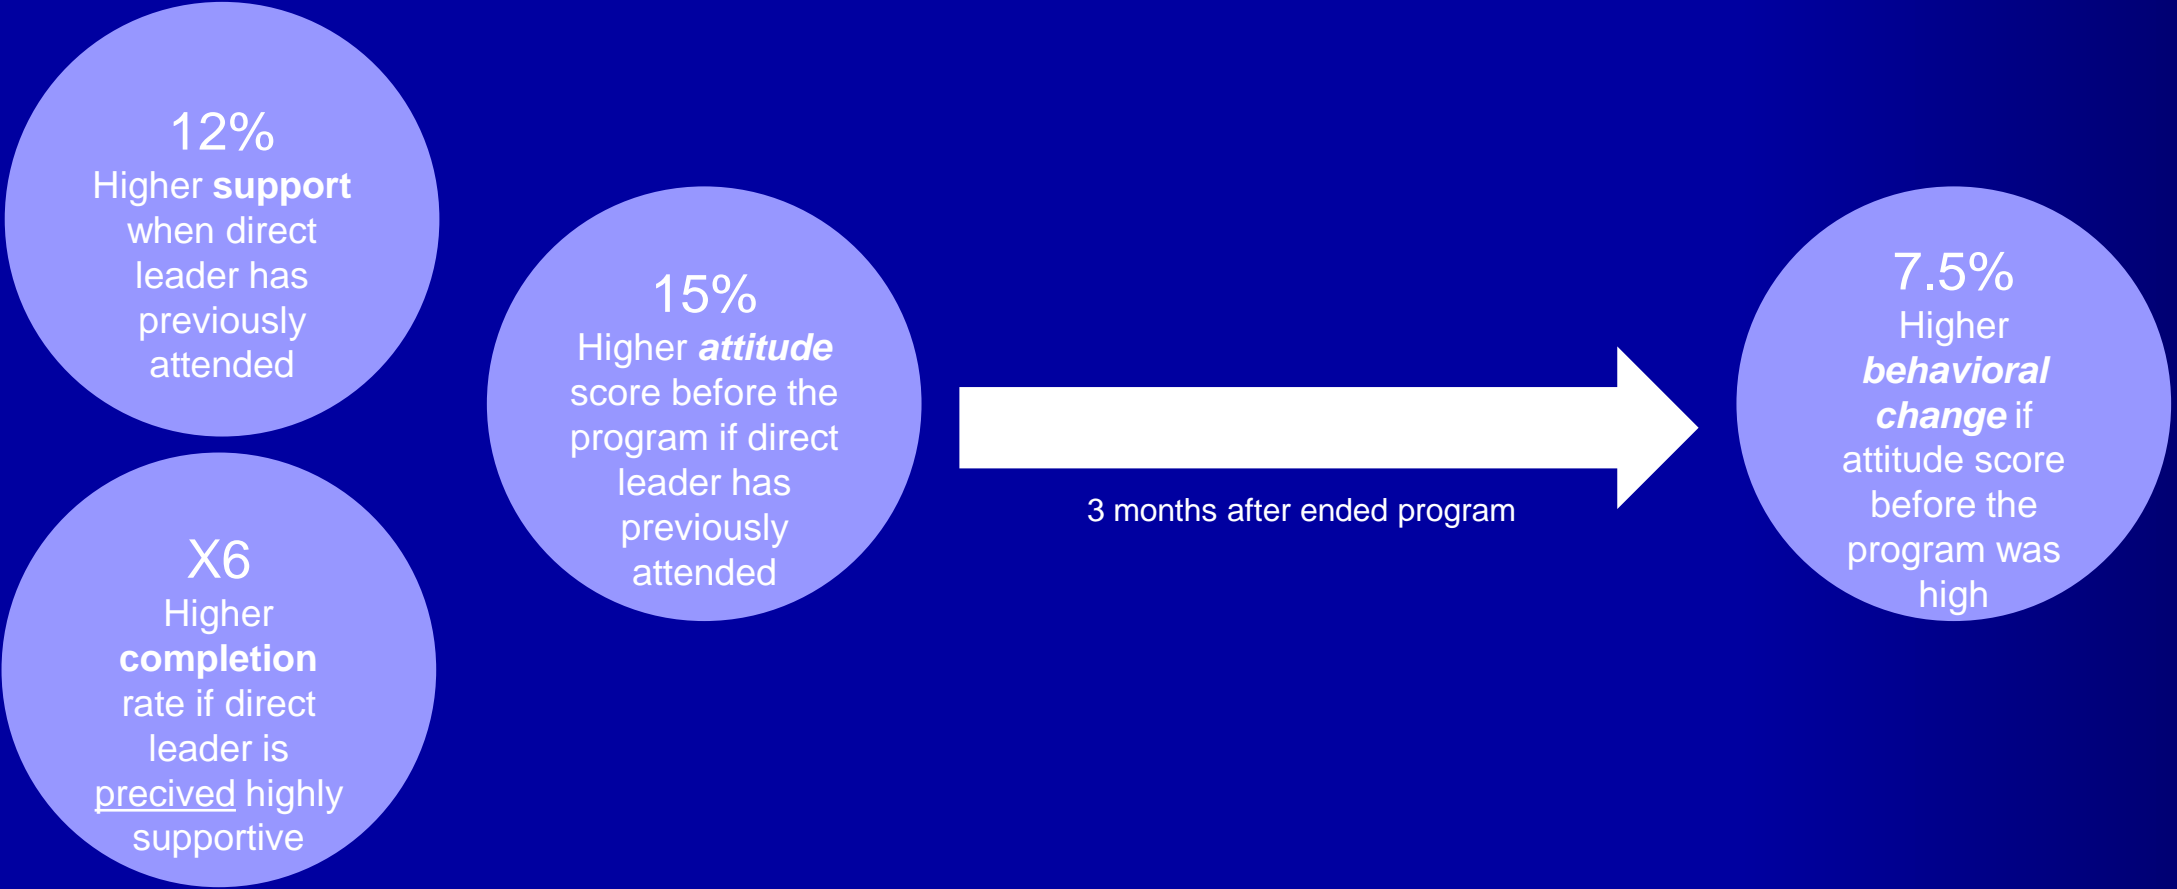 12%
Higher support
when direct
leader has
previously
attended
X6
Higher
completion
rate if direct
leader is
precived highly
supportive
15%
Higher attitude
score before the
program if direct
leader has
previously
attended
3 months after ended program
7.5%
Higher
behavioral
change if
attitude score
before the
program was
high